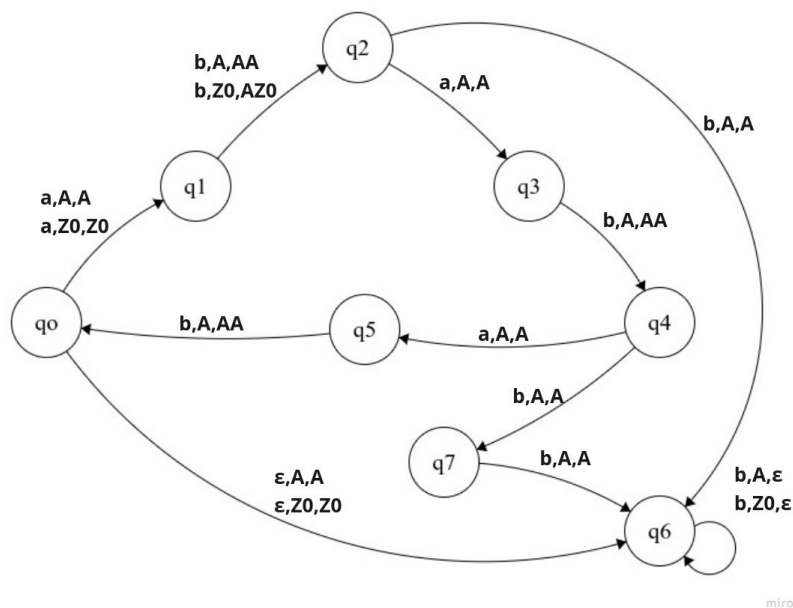 q2
b,A,AA
b,Z0,AZ0
a,A,A
b,A,A
q1
q3
a,A,A
a,Z0,Z0
b,A,AA
qo
b,A,AA
q5
a,A,A
q4
b,A,A
q7
b,A,A
ε,A,A
ε,Z0,Z0
b,A,ε
b,Z0,ε
q6
miro